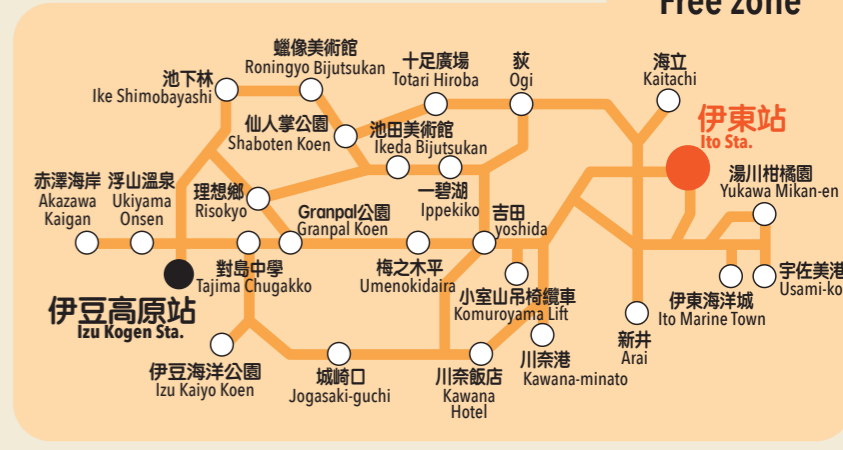 Free zone
蠟像美術館
Roningyo Bijutsukan
池下林
Ike Shimobayashi
十足廣場
Totari Hiroba
荻
Ogi
海立
Kaitachi
仙人掌公園
Shaboten Koen
池田美術館
Ikeda Bijutsukan
伊東站
Ito Sta.
湯川柑橘園
Yukawa Mikan-en
赤澤海岸
Akazawa
Kaigan
浮山溫泉
Ukiyama
Onsen
理想鄉
Risokyo
一碧湖
Ippekiko
Granpal公園
Granpal Koen
吉田
yoshida
對島中學
Tajima Chugakko
梅之木平
Umenokidaira
小室山吊椅纜車
Komuroyama Lift
伊東海洋城
Ito Marine Town
宇佐美港
Usami-ko
伊豆高原站
Izu Kogen Sta.
新井
Arai
川奈港
Kawana-minato
伊豆海洋公園
Izu Kaiyo Koen
城崎口
Jogasaki-guchi
川奈飯店
Kawana
Hotel